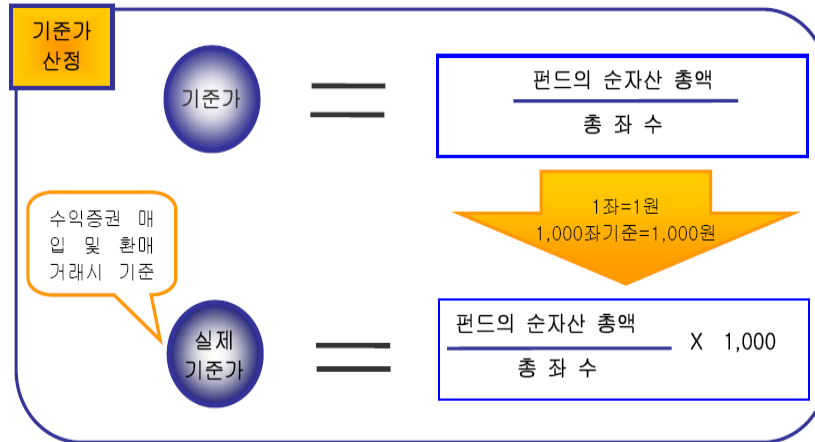 기준가
산정
기준가
펀드의 순자산 총액
총 좌 수
1좌=1원
1,000좌기준=1,000원
수익증권 매
입 및 환매
거래시 기준
실제
기준가
펀드의 순자산 총액
총 좌 수
X 1,000